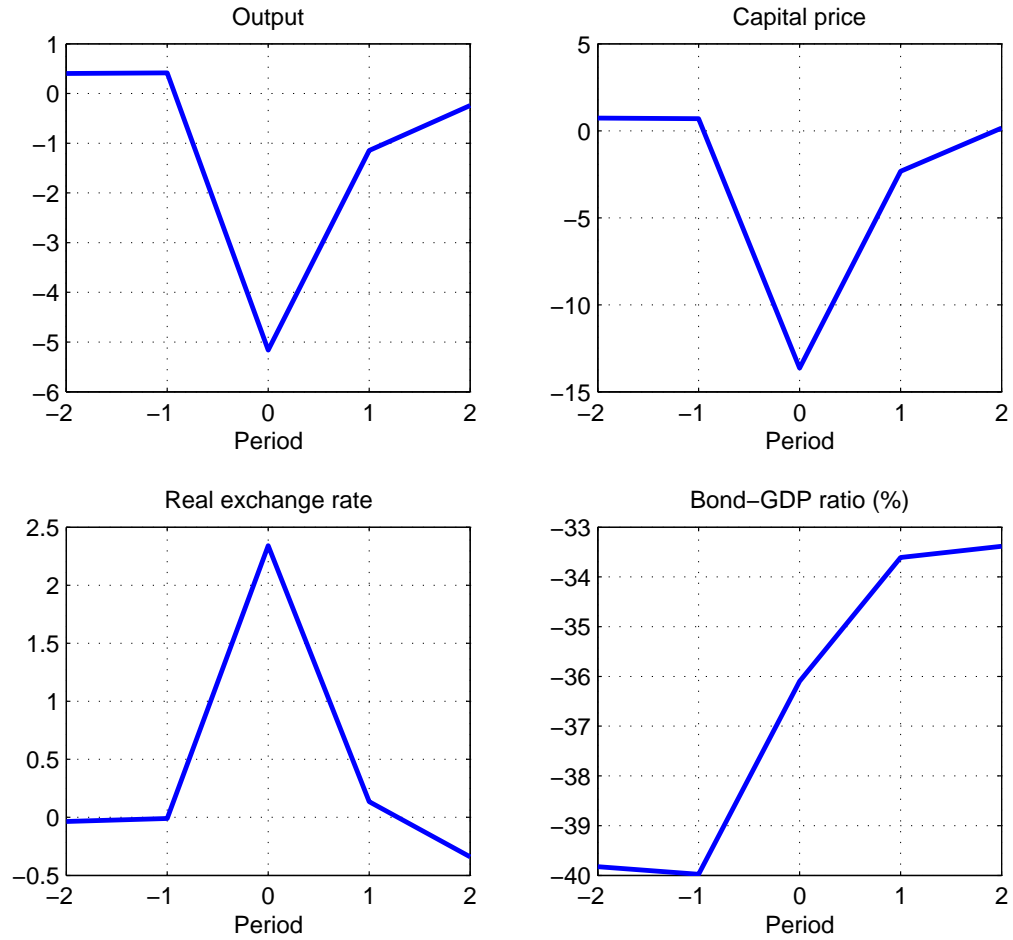 Output
1
0
−1
−2
−3
−4
−5
−6
−2 −1 0 1 2
Period
Capital price
5
0
−5
−10
−15
−2 −1 0 1 2
Period
Real exchange rate
2.5
2
1.5
1
0.5
0
−0.5
−2 −1 0 1 2
Period
Bond−GDP ratio (%)
−33
−34
−35
−36
−37
−38
−39
−40
−2 −1 0 1 2
Period